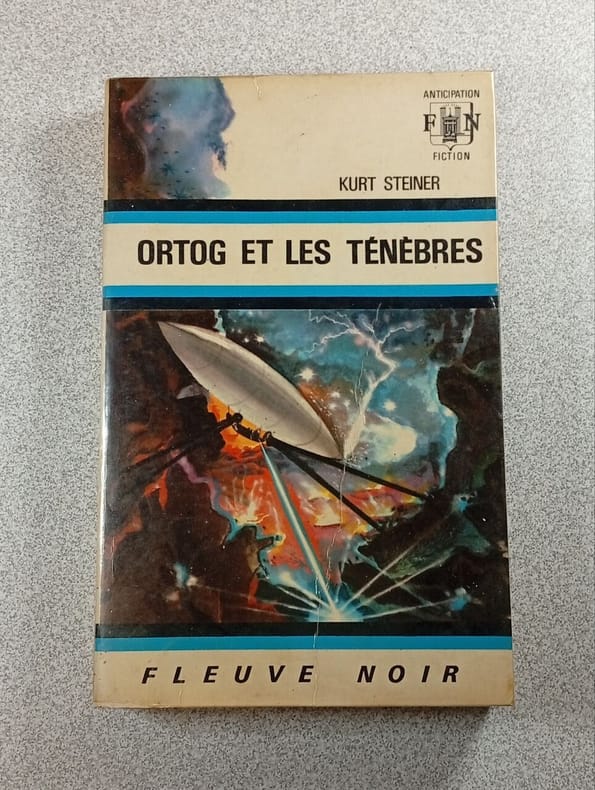 ANTICIPATION
F N
FICTION
KURT STEINER
ORTOG ET LES TÉNÈBRES
FLEUVE NOIR